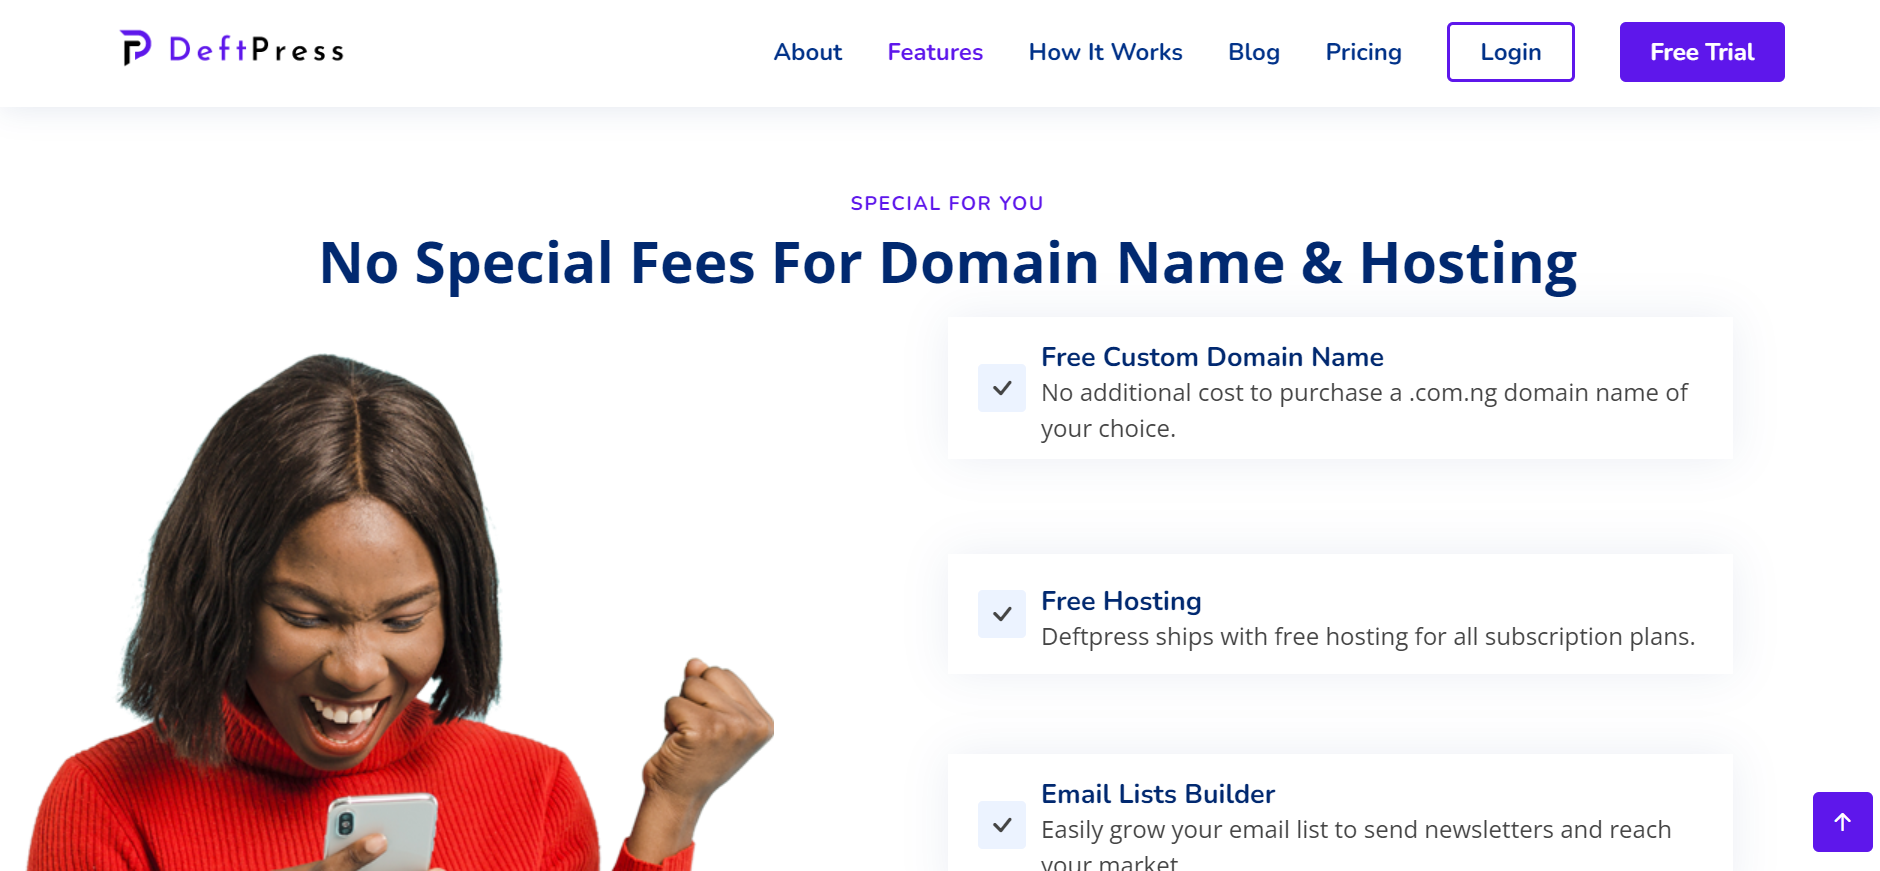 DeftPress
About
Features
How It Works
Blog
Pricing
Login
Free Trial
SPECIAL FOR YOU
No Special Fees For Domain Name & Hosting
Free Custom Domain Name
No additional cost to purchase a .com.ng domain name of
your choice.
Free Hosting
Deftpress ships with free hosting for all subscription plans.
Email Lists Builder
Easily grow your email list to send newsletters and reach
your market